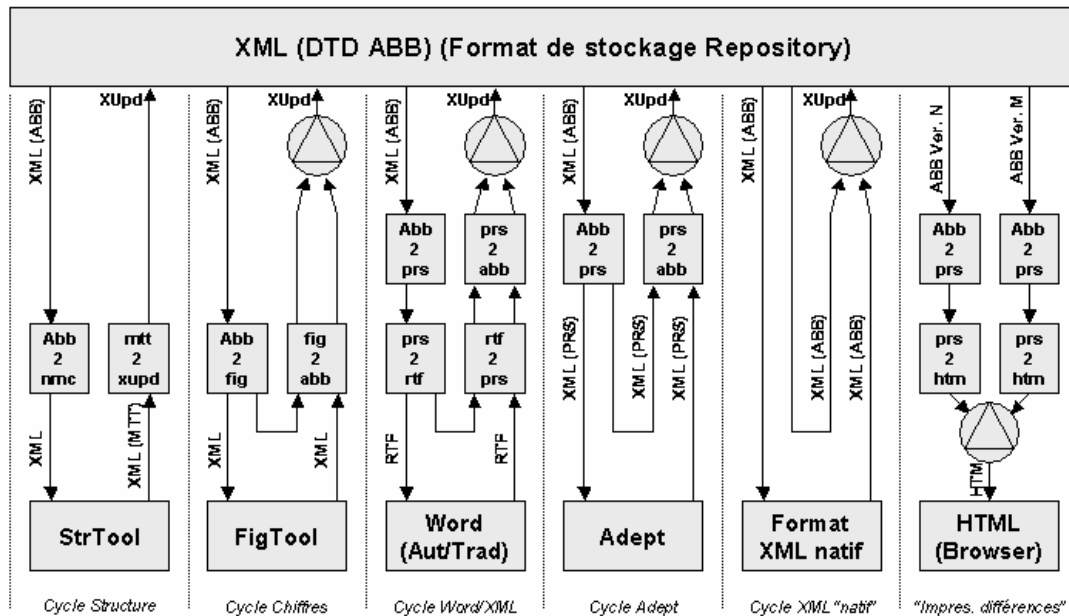 XML (DTD ABB) (Format de stockage Repository)
XML (ABB)
XUpd
XML (ABB)
XUpd
XML (ABB)
XUpd
XML (ABB)
XUpd
XML (ABB)
XUpd
ABB Ver. N
ABB Ver. M
Abb
2
prs
prs
2
abb
Abb
2
prs
prs
2
abb
Abb
2
prs
Abb
2
prs
Abb
2
nmc
mtt
2
xupd
Abb
2
fig
fig
2
abb
prs
2
rtf
rtf
2
prs
XML (PRS)
XML (PRS)
XML (PRS)
XML (ABB)
XML (ABB)
prs
2
htm
prs
2
htm
XML
XML (MTT)
XML
XML
RTF
RTF
HTM
StrTool
FigTool
Word
(Aut/Trad)
Adept
Format
XML natif
HTML
(Browser)
Cycle Structure
Cycle Chiffres
Cycle Word/XML
Cycle Adept
Cycle XML "natif"
"Impres. différences"